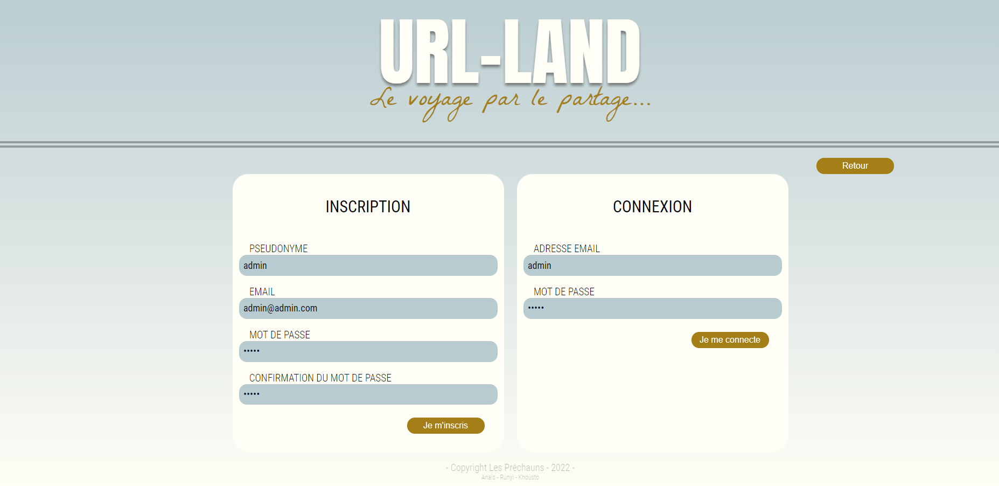 URL-LAND
Le voyage par le partage...
Retour
INSCRIPTION
PSEUDONYME
admin
EMAIL
admin@admin.com
MOT DE PASSE
•••••
CONFIRMATION DU MOT DE PASSE
•••••
Je m'inscris
CONNEXION
ADRESSE EMAIL
admin
MOT DE PASSE
•••••
Je me connecte
- Copyright Les Préchauns - 2022 -
Anaïs - Runyi - Khousto